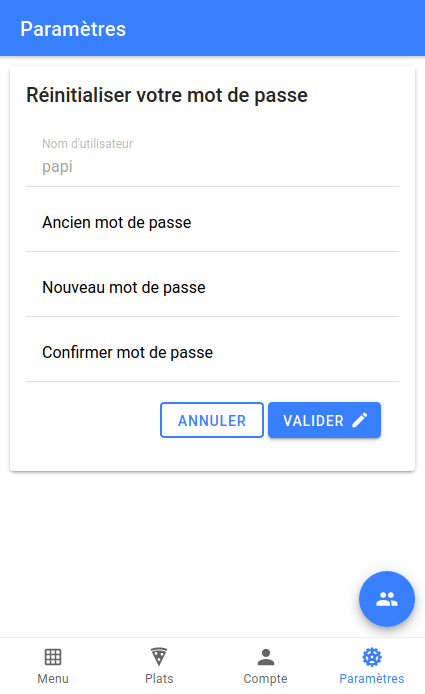 Paramètres
Réinitialiser votre mot de passe
Nom d'utilisateur
papi
Ancien mot de passe
Nouveau mot de passe
Confirmer mot de passe
ANNULER VALIDER
Menu Plats Compte Paramètres